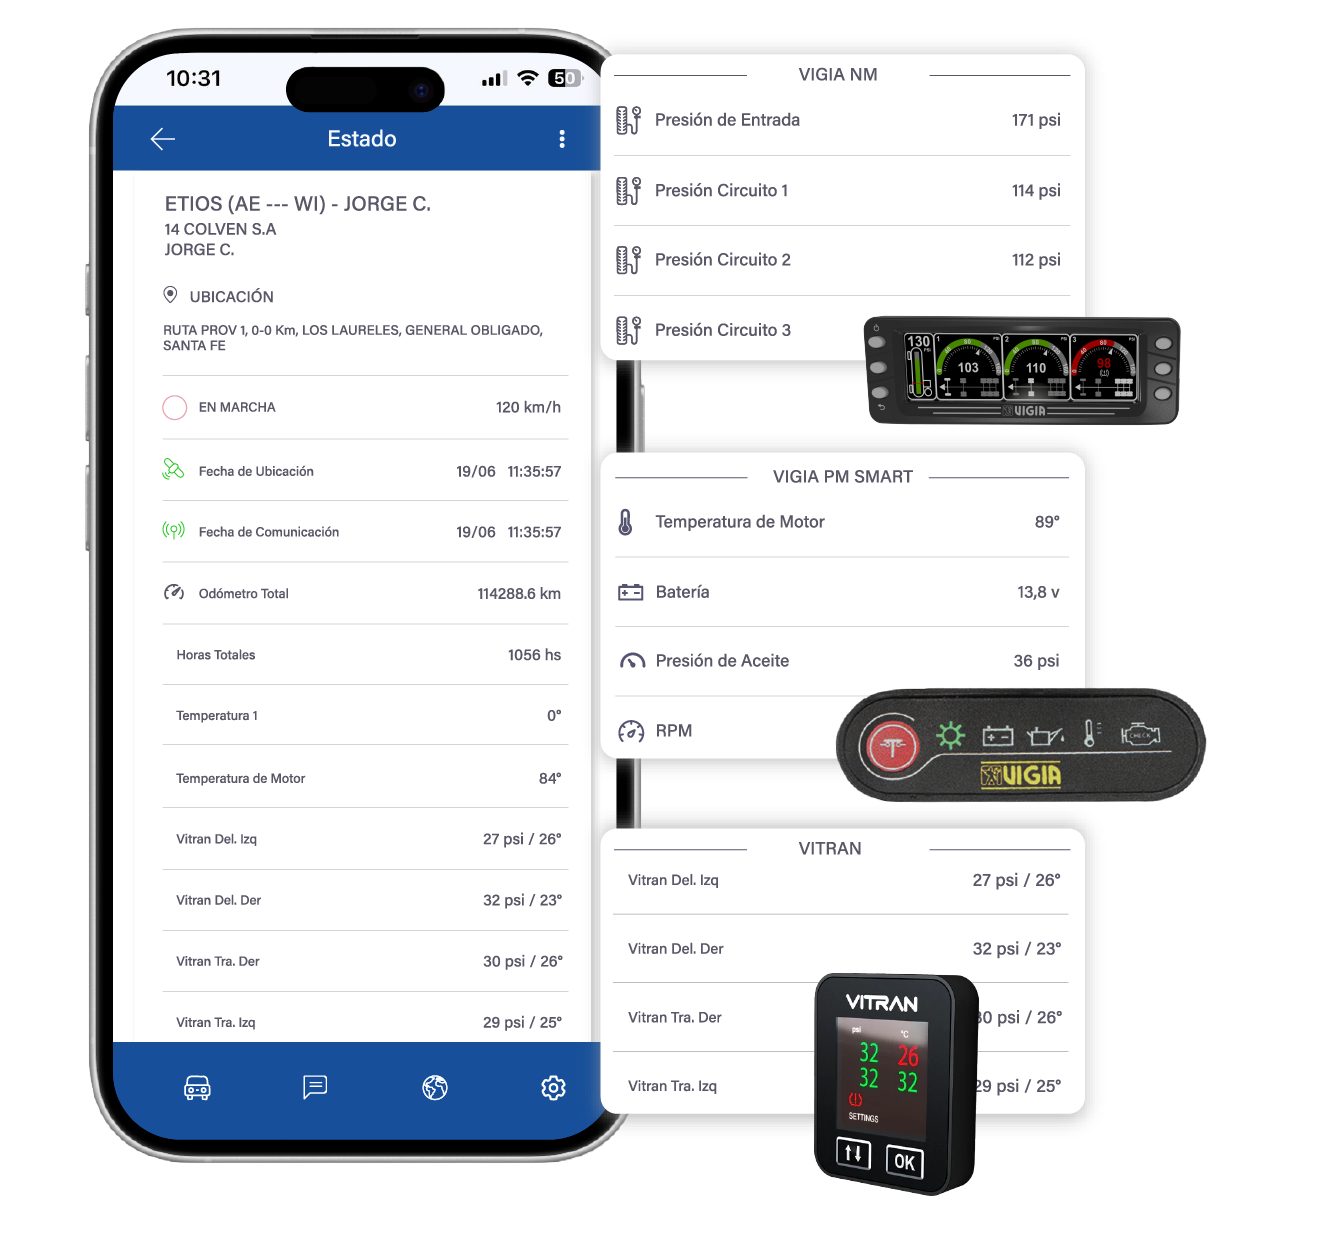 10:31
50
Estado
ETIOS (AE --- WI) - JORGE C.
14 COLVEN S.A
JORGE C.
UBICACIÓN
RUTA PROV 1, 0-0 Km, LOS LAURELES, GENERAL OBLIGADO,
SANTA FE
EN MARCHA 120 km/h
Fecha de Ubicación 19/06 11:35:57
Fecha de Comunicación 19/06 11:35:57
Odómetro Total 114288.6 km
Horas Totales 1056 hs
Temperatura 1 0°
Temperatura de Motor 84°
Vitran Del. Izq 27 psi / 26°
Vitran Del. Der 32 psi / 23°
Vitran Tra. Der 30 psi / 26°
Vitran Tra. Izq 29 psi / 25°
VIGIA NM
Presión de Entrada 171 psi
Presión Circuito 1 114 psi
Presión Circuito 2 112 psi
Presión Circuito 3
130 PSI
1 103
2 110
3 98
VIGIA
VIGIA PM SMART
Temperatura de Motor 89°
Batería 13,8 v
Presión de Aceite 36 psi
RPM
CHECK
VIGIA
VITRAN
Vitran Del. Izq 27 psi / 26°
Vitran Del. Der 32 psi / 23°
Vitran Tra. Der 30 psi / 26°
Vitran Tra. Izq 29 psi / 25°
VITRAN
psi °C
32 26
32 32
SETTINGS
OK